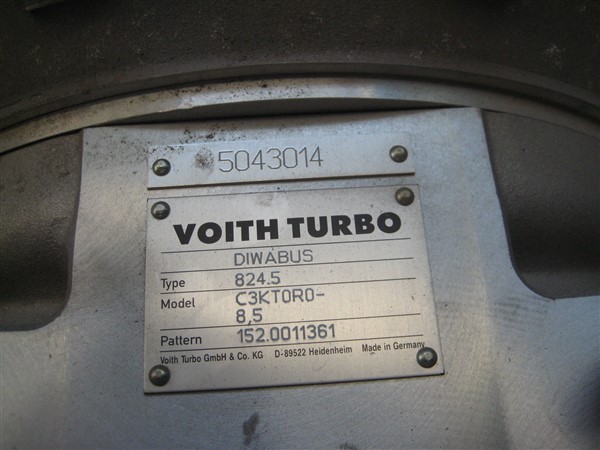 5043014
VOITH TURBO
DIWABUS
Type 824.5
Model C3KT0R0-
8,5
Pattern 152.0011361
Voith Turbo GmbH & Co. KG D-89522 Heidenheim Made in Germany